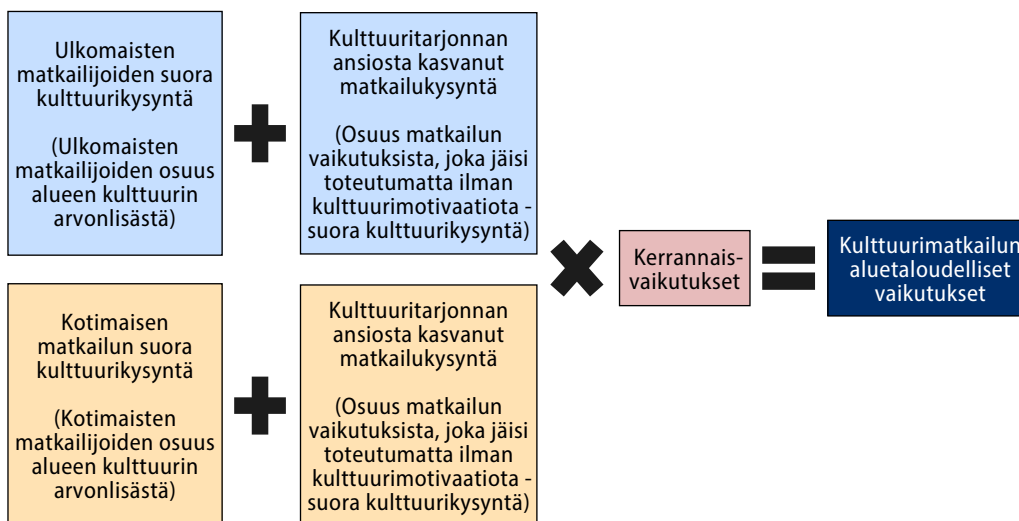 Ulkomaisten
matkailijoiden suora
kulttuurikysyntä
(Ulkomaisten
matkailijoiden osuus
alueen kulttuurin
arvonlisästä)
Kulttuuritarjonnan
ansiosta kasvanut
matkailukysyntä
(Osuus matkailun
vaikutuksista, joka jäisi
toteutumatta ilman
kulttuurimotivaatiota -
suora kulttuurikysyntä)
Kotimaisen
matkailun suora
kulttuurikysyntä
(Kotimaisten
matkailijoiden osuus
alueen kulttuurin
arvonlisästä)
Kulttuuritarjonnan
ansiosta kasvanut
matkailukysyntä
(Osuus matkailun
vaikutuksista, joka jäisi
toteutumatta ilman
kulttuurimotivaatiota -
suora kulttuurikysyntä)
Kerrannais-
vaikutukset
Kulttuurimatkailun
aluetaloudelliset
vaikutukset